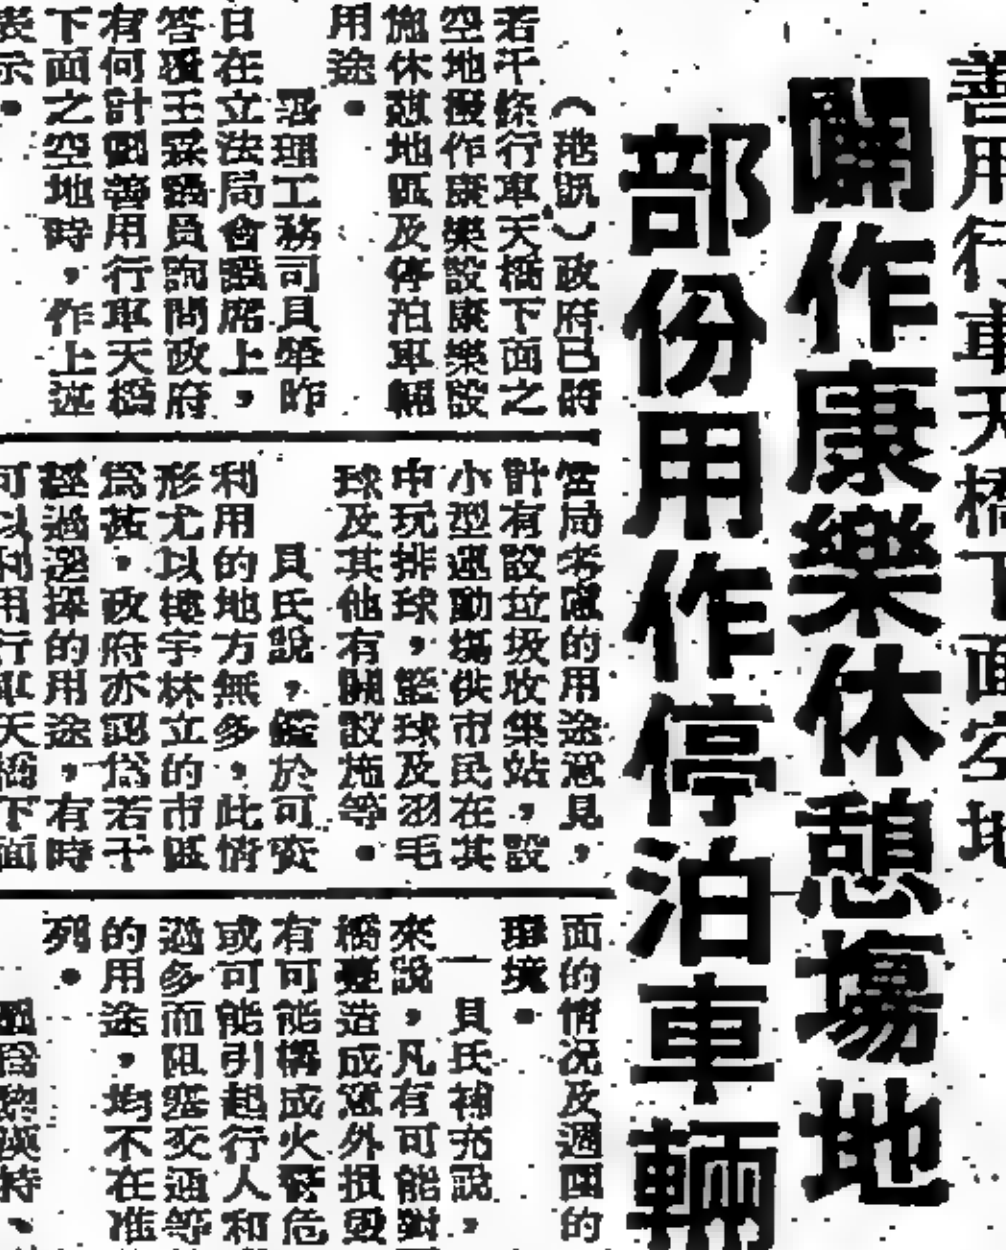 善用行車天橋下面空地
闢作康樂休憩場地
部份用作停泊車輛
（港訊）政府已將
若干條行車天橋下面之
空地撥作康樂設康樂設
施休憩地區及停泊車輛
用途。
署理工務司貝舉昨
日在立法局會議席上，
答覆王霖議員詢問政府
有何計劃善用行車天橋
下面之空地時，作上述
表示。
當局考慮的用途意見，
計有設垃圾收集站，設
小型運動場供市民在其
中玩排球，籃球及羽毛
球及其他有關設施等。
貝氏說，鑑於可資
利用的地方無多，此情
形尤以樓宇林立的市區
爲甚。政府亦認爲若干
經過選擇的用途，有時
可以利用行車天橋下面
面的情况及週圍的
環境。
貝氏補充說，
來說，凡有可能對
橋躉造成意外損毀
有可能構成火警危
或可能引起行人和
過多而阻塞交通等
的用途，均不在准
列。